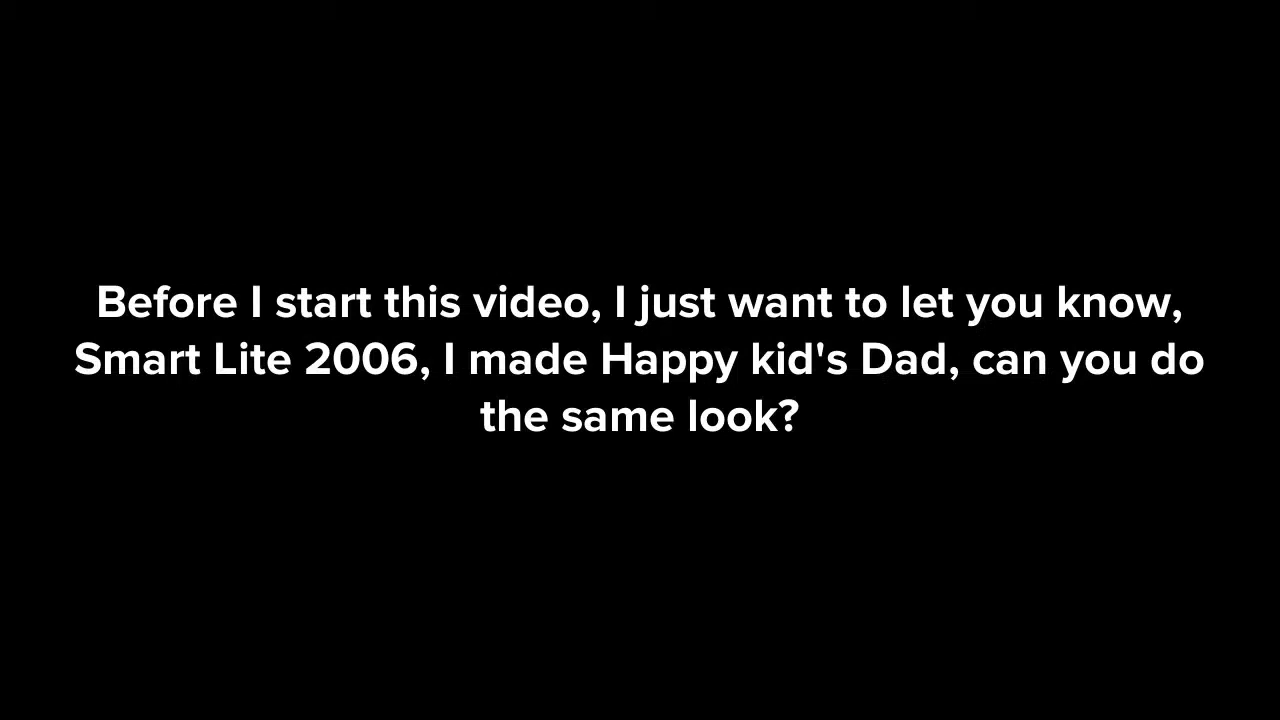 Before I start this video, I just want to let you know,
Smart Lite 2006, I made Happy kid's Dad, can you do
the same look?